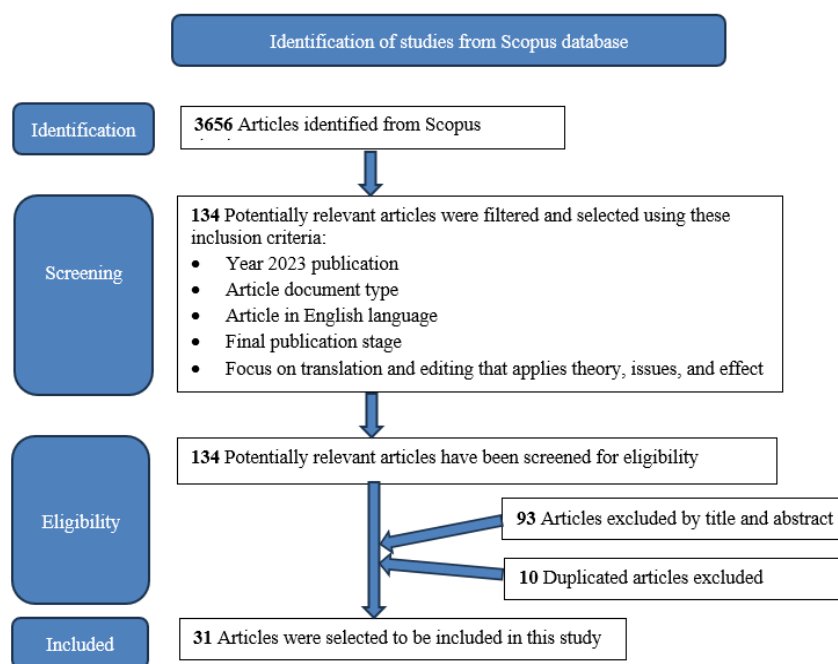 Identification of studies from Scopus database
Identification
3656 Articles identified from Scopus
Screening
134 Potentially relevant articles were filtered and selected using these
inclusion criteria:
• Year 2023 publication
• Article document type
• Article in English language
• Final publication stage
• Focus on translation and editing that applies theory, issues, and effect
Eligibility
134 Potentially relevant articles have been screened for eligibility
93 Articles excluded by title and abstract
10 Duplicated articles excluded
Included
31 Articles were selected to be included in this study